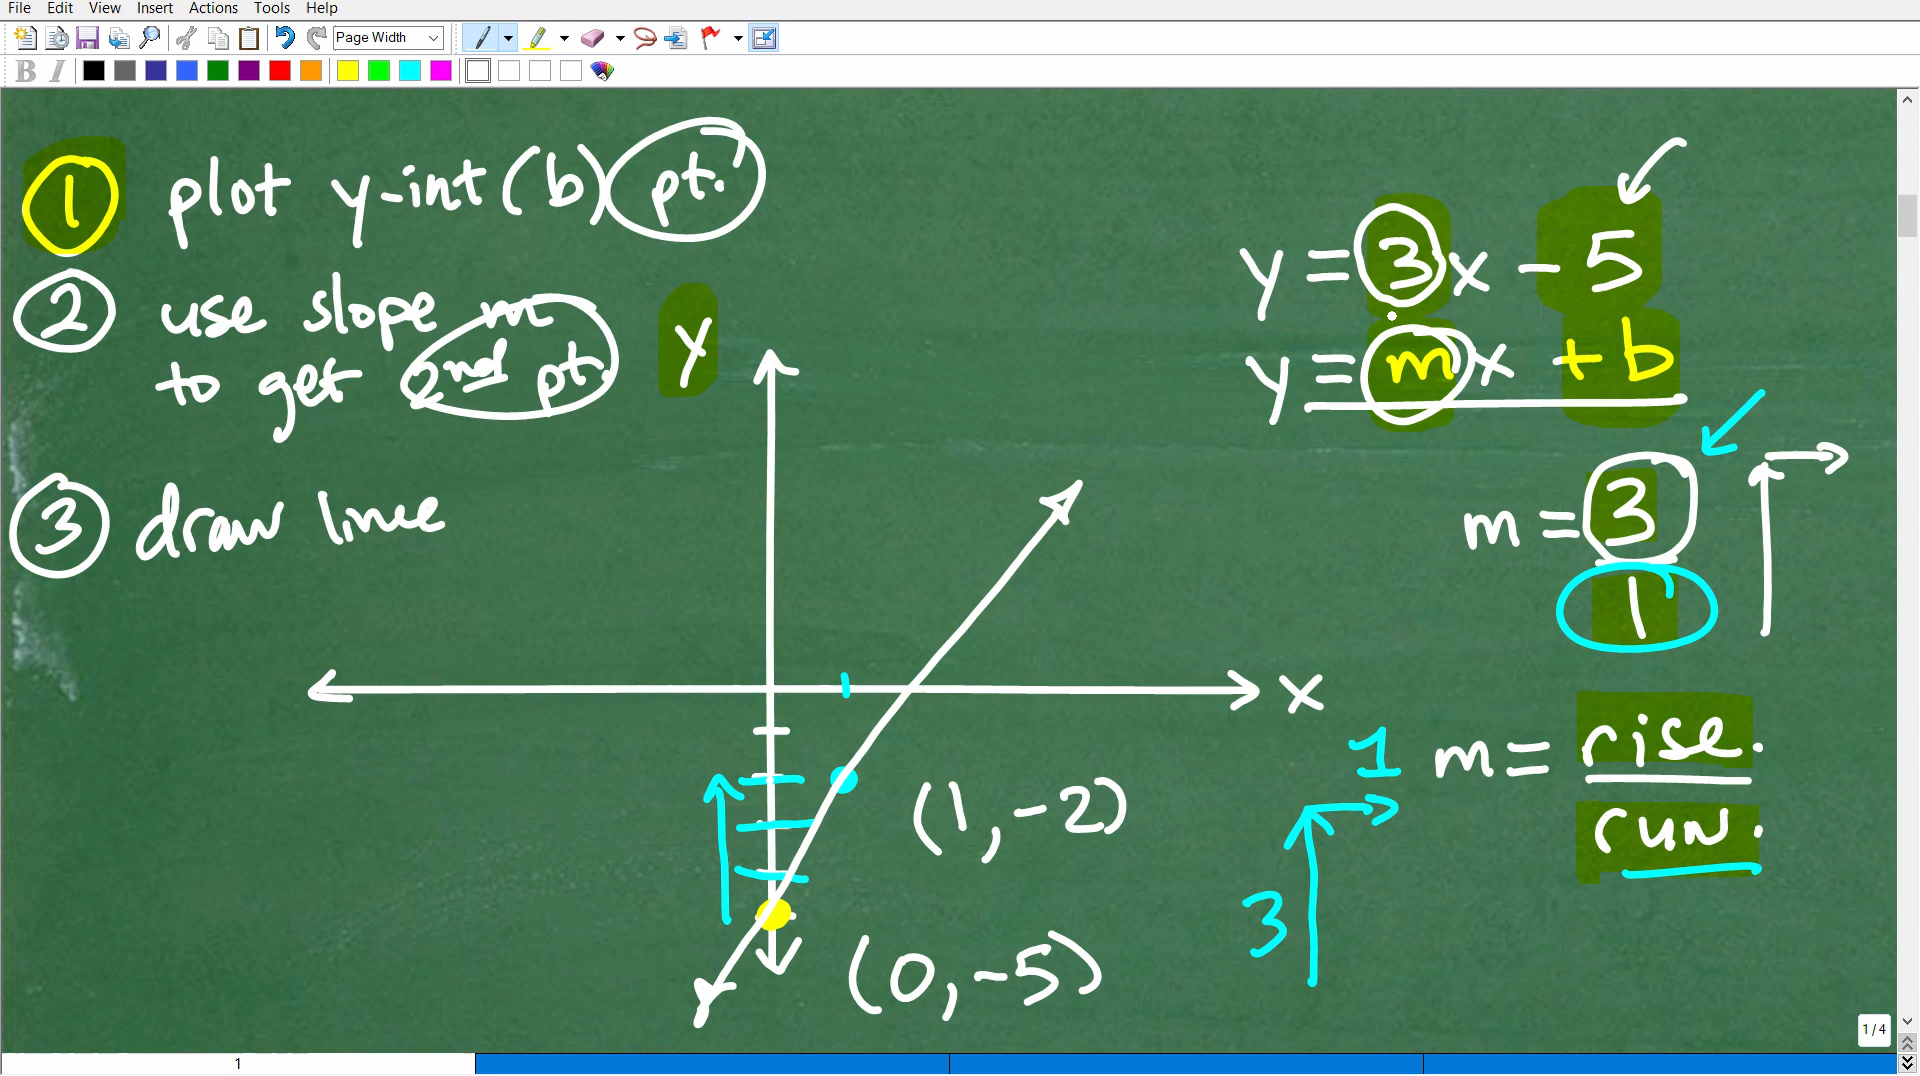 File Edit View Insert Actions Tools Help
Page Width
B I
1 plot y-int (b) pt.
2 use slope m
to get 2nd pt.
3 draw line
y = 3x - 5
y = mx + b
m = 3
1
m = rise.
run.
y
x
1
3
(1, -2)
(0, -5)
1 / 4
1